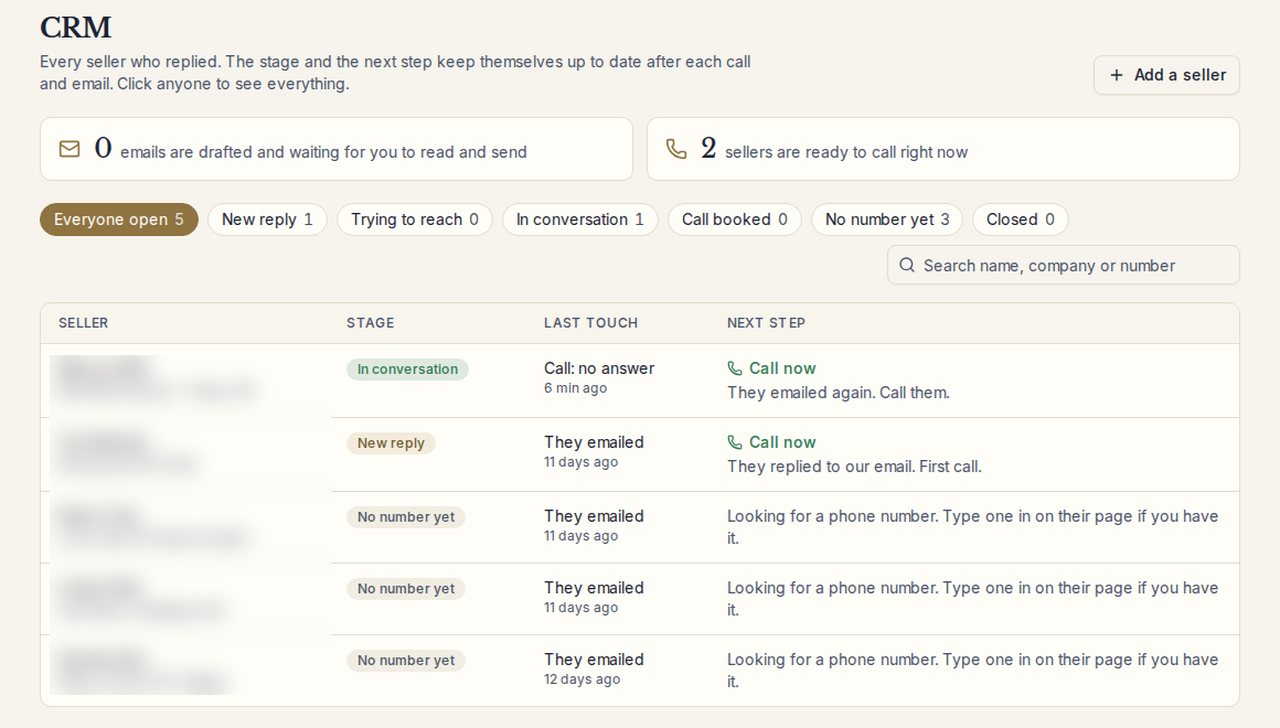 CRM
Every seller who replied. The stage and the next step keep themselves up to date after each call
and email. Click anyone to see everything.
+ Add a seller
0 emails are drafted and waiting for you to read and send
2 sellers are ready to call right now
Everyone open 5
New reply 1
Trying to reach 0
In conversation 1
Call booked 0
No number yet 3
Closed 0
Search name, company or number
SELLER STAGE LAST TOUCH NEXT STEP
In conversation
Call: no answer
6 min ago
Call now
They emailed again. Call them.
New reply
They emailed
11 days ago
Call now
They replied to our email. First call.
No number yet
They emailed
11 days ago
Looking for a phone number. Type one in on their page if you have
it.
No number yet
They emailed
11 days ago
Looking for a phone number. Type one in on their page if you have
it.
No number yet
They emailed
12 days ago
Looking for a phone number. Type one in on their page if you have
it.